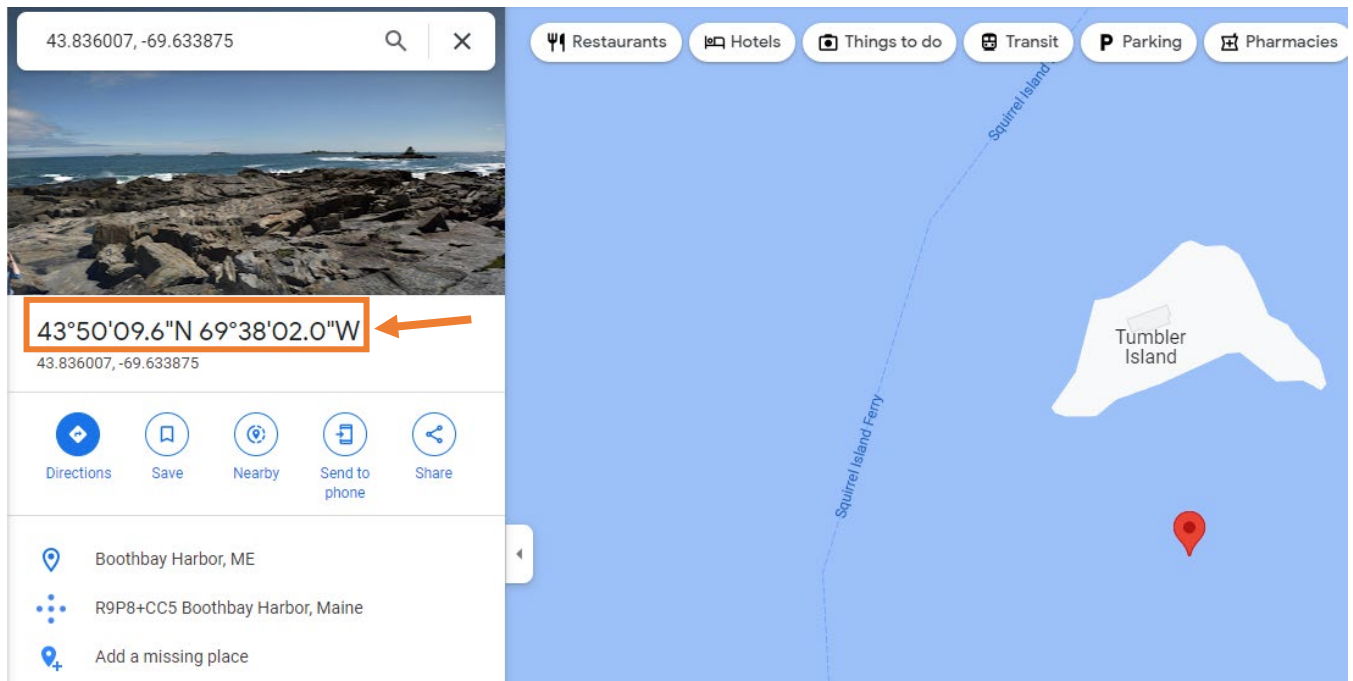 43.836007, -69.633875
Restaurants
Hotels
Things to do
Transit
P Parking
Pharmacies
Squirrel Island
43°50'09.6"N 69°38'02.0"W
43.836007, -69.633875
Tumbler
Island
Directions
Save
Nearby
Send to
phone
Share
Squirrel Island Ferry
Boothbay Harbor, ME
R9P8+CC5 Boothbay Harbor, Maine
Add a missing place